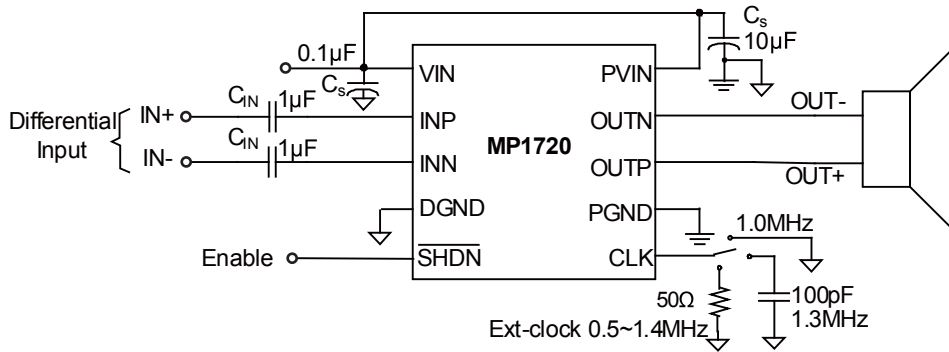 Cs
10µF
0.1µF
Cs
VIN
PVIN
Differential
Input
IN+
CIN
1µF
INP
OUTN
OUT-
MP1720
IN-
CIN
1µF
INN
OUTP
OUT+
DGND
PGND
1.0MHz
Enable
SHDN
CLK
50Ω
100pF
1.3MHz
Ext-clock 0.5~1.4MHz